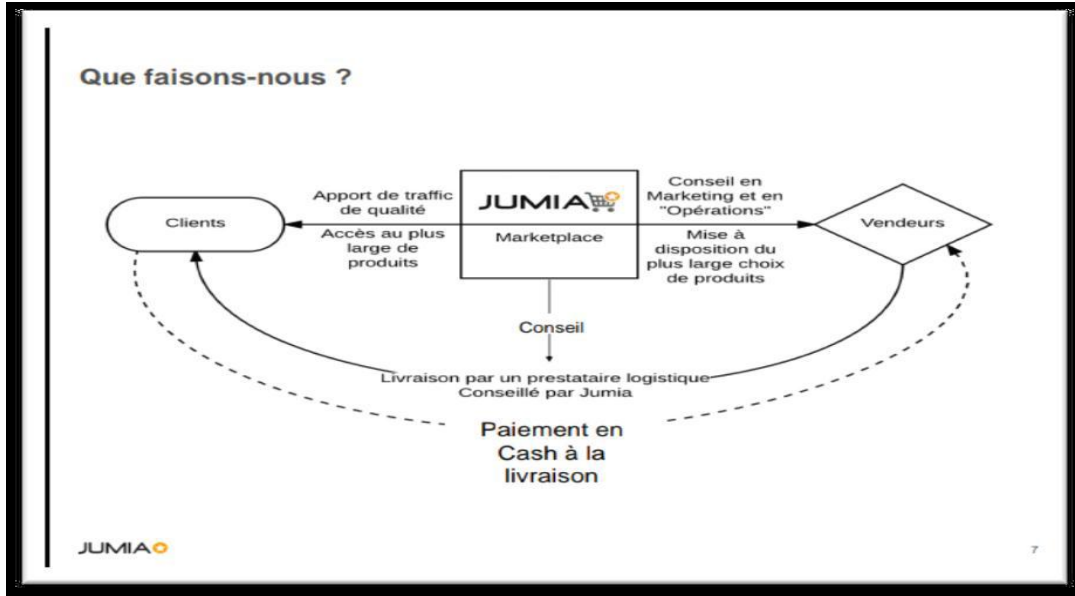 Que faisons-nous ?
Apport de traffic
de qualité
JUMIA
Conseil en
Marketing et en
"Opérations"
Clients
Vendeurs
Accès au plus
large de
produits
Marketplace
Mise à
disposition du
plus large choix
de produits
Conseil
Livraison par un prestataire logistique
Conseillé par Jumia
Paiement en
Cash à la
livraison
JUMIA
7